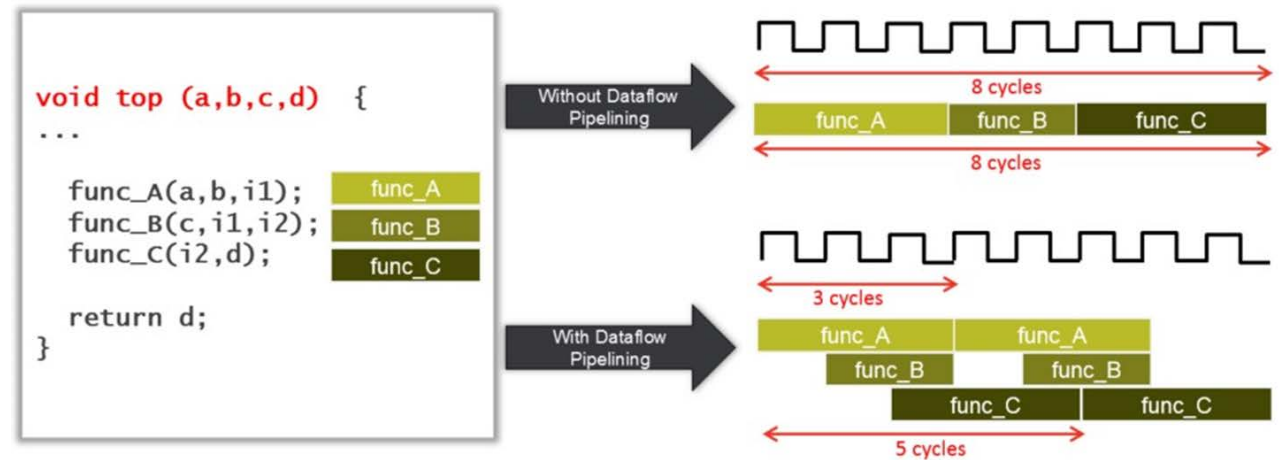 void top (a,b,c,d) {
...
func_A(a,b,i1);
func_B(c,i1,i2);
func_C(i2,d);
return d;
}
func_A
func_B
func_C
Without Dataflow
Pipelining
8 cycles
func_A func_B func_C
8 cycles
With Dataflow
Pipelining
3 cycles
func_A func_A
func_B func_B
func_C func_C
5 cycles